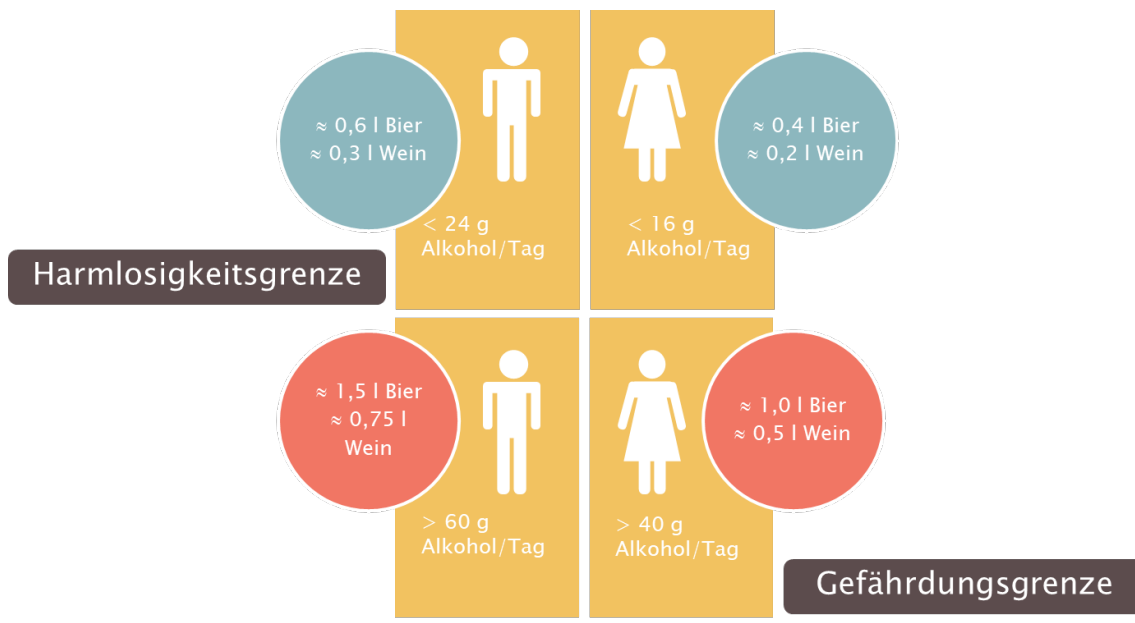 ≈ 0,6 l Bier
≈ 0,3 l Wein
< 24 g
Alkohol/Tag
≈ 0,4 l Bier
≈ 0,2 l Wein
< 16 g
Alkohol/Tag
Harmlosigkeitsgrenze
≈ 1,5 l Bier
≈ 0,75 l
Wein
> 60 g
Alkohol/Tag
≈ 1,0 l Bier
≈ 0,5 l Wein
> 40 g
Alkohol/Tag
Gefährdungsgrenze